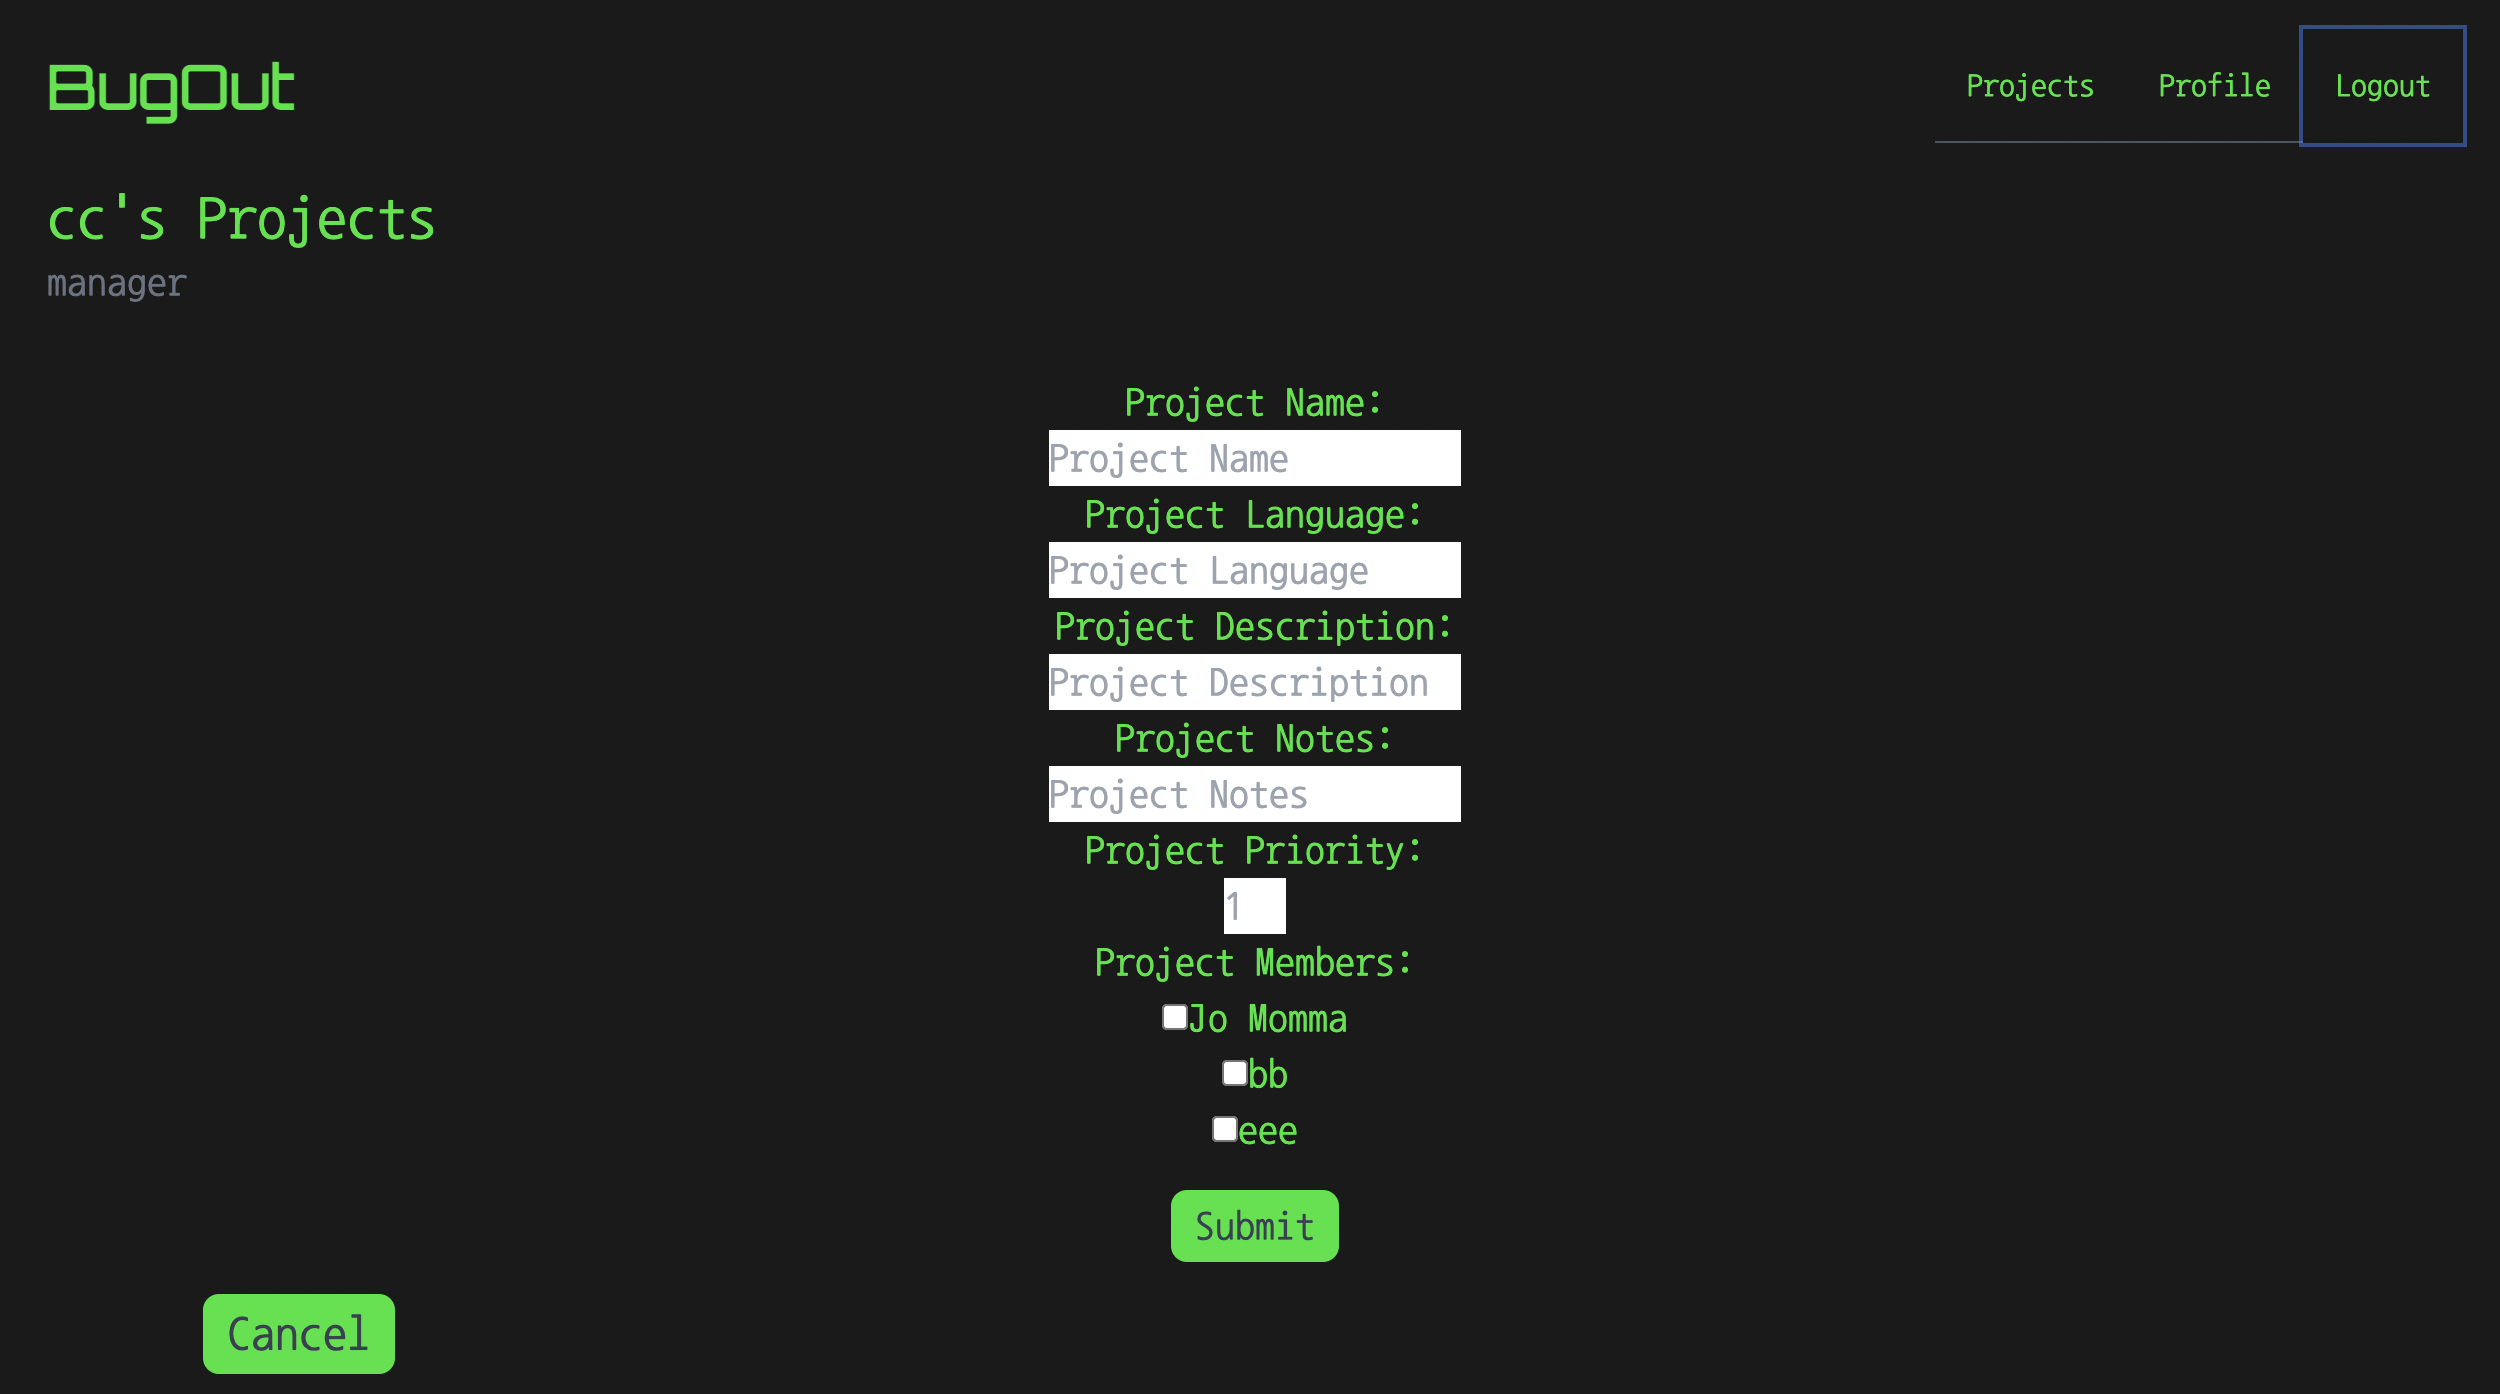 BugOut
Projects Profile Logout
cc's Projects
manager
Project Name:
Project Name
Project Language:
Project Language
Project Description:
Project Description
Project Notes:
Project Notes
Project Priority:
1
Project Members:
Jo Momma
bb
eee
Submit
Cancel